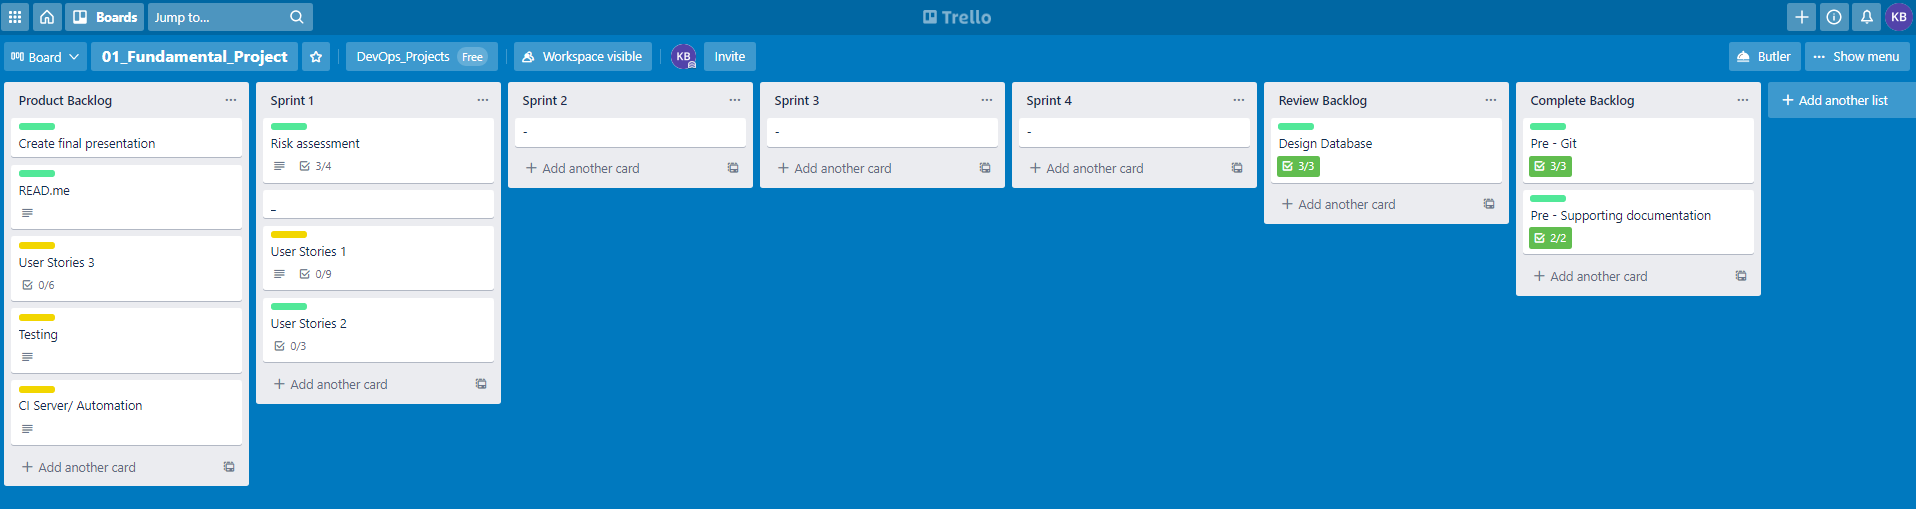 Boards
Jump to...
Trello
KB
Board
01_Fundamental_Project
DevOps_Projects Free
Workspace visible
KB
Invite
Butler
... Show menu
Product Backlog ...
Create final presentation
READ.me
User Stories 3
0/6
Testing
CI Server/ Automation
+ Add another card
Sprint 1 ...
Risk assessment
3/4
_
User Stories 1
0/9
User Stories 2
0/3
+ Add another card
Sprint 2 ...
-
+ Add another card
Sprint 3 ...
-
+ Add another card
Sprint 4 ...
-
+ Add another card
Review Backlog ...
Design Database
3/3
+ Add another card
Complete Backlog ...
Pre - Git
3/3
Pre - Supporting documentation
2/2
+ Add another card
+ Add another list